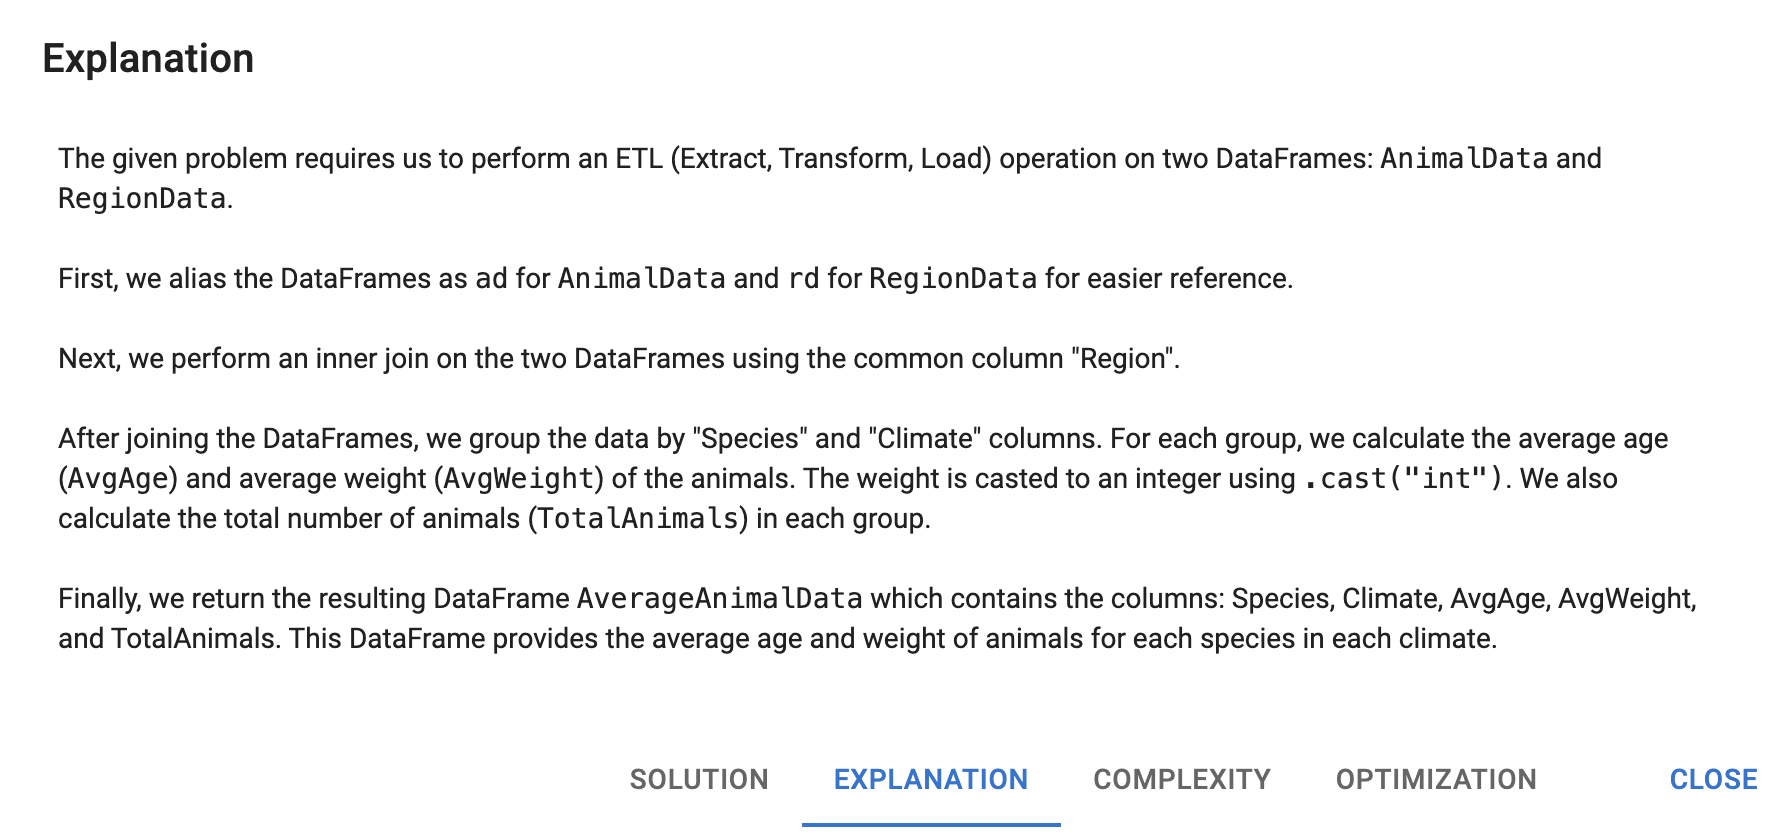 Explanation
The given problem requires us to perform an ETL (Extract, Transform, Load) operation on two DataFrames: AnimalData and
RegionData.
First, we alias the DataFrames as ad for AnimalData and rd for RegionData for easier reference.
Next, we perform an inner join on the two DataFrames using the common column "Region".
After joining the DataFrames, we group the data by "Species" and "Climate" columns. For each group, we calculate the average age
(AvgAge) and average weight (AvgWeight) of the animals. The weight is casted to an integer using .cast("int"). We also
calculate the total number of animals (TotalAnimals) in each group.
Finally, we return the resulting DataFrame AverageAnimalData which contains the columns: Species, Climate, AvgAge, AvgWeight,
and TotalAnimals. This DataFrame provides the average age and weight of animals for each species in each climate.
SOLUTION EXPLANATION COMPLEXITY OPTIMIZATION CLOSE